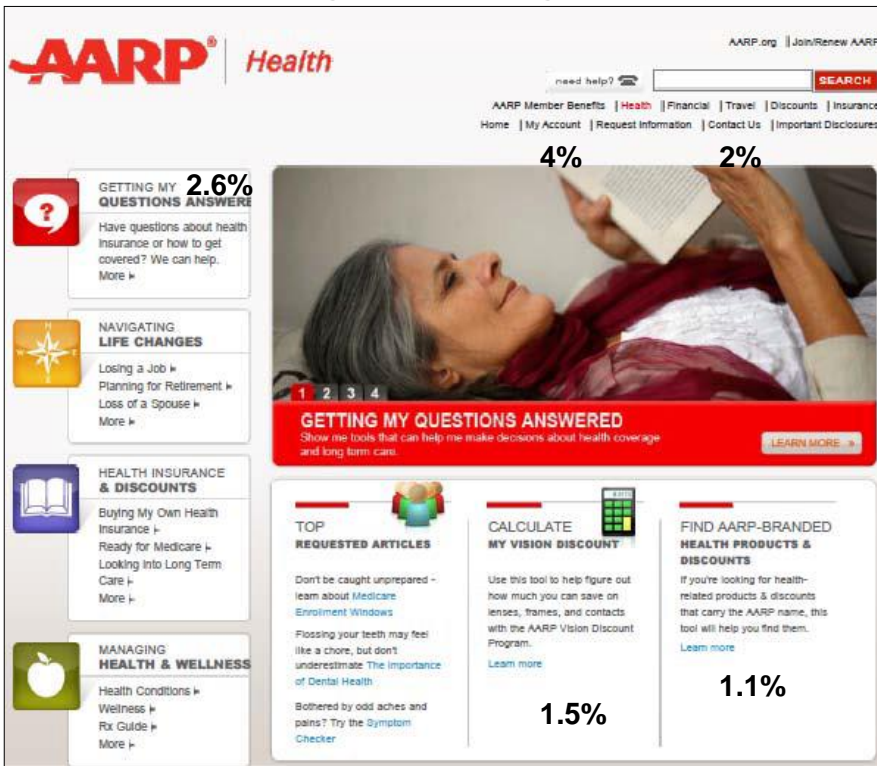 AARP® Health
AARP.org | Join/Renew AARP
need help? SEARCH
AARP Member Benefits | Health | Financial | Travel | Discounts | Insurance
Home | My Account | Request Information | Contact Us | Important Disclosures
4% 2%
GETTING MY 2.6%
QUESTIONS ANSWERE
Have questions about health
insurance or how to get
covered? We can help.
More
NAVIGATING
LIFE CHANGES
Losing a Job
Planning for Retirement
Loss of a Spouse
More
HEALTH INSURANCE
& DISCOUNTS
Buying My Own Health
Insurance
Ready for Medicare
Looking Into Long Term
Care
More
MANAGING
HEALTH & WELLNESS
Health Conditions
Wellness
Rx Guide
More
1 2 3 4
GETTING MY QUESTIONS ANSWERED
Show me tools that can help me make decisions about health coverage
and long term care.
LEARN MORE »
TOP
REQUESTED ARTICLES
Don't be caught unprepared –
learn about Medicare
Enrollment Windows
Flossing your teeth may feel
like a chore, but don't
underestimate The Importance
of Dental Health
Bothered by odd aches and
pains? Try the Symptom
Checker
CALCULATE
MY VISION DISCOUNT
Use this tool to help figure out
how much you can save on
lenses, frames, and contacts
with the AARP Vision Discount
Program.
Learn more
1.5%
FIND AARP-BRANDED
HEALTH PRODUCTS &
DISCOUNTS
If you're looking for health-
related products & discounts
that carry the AARP name, this
tool will help you find them.
Learn more
1.1%